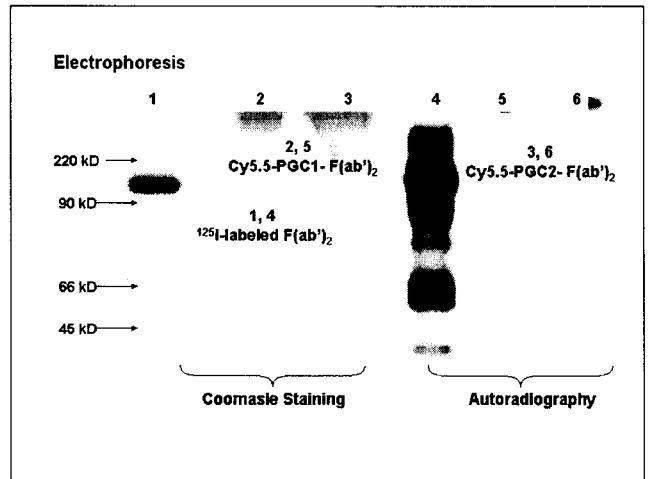 Electrophoresis
1 2 3 4 5 6
220 kD
2, 5
Cy5.5-PGC1- F(ab')₂
3, 6
Cy5.5-PGC2- F(ab')₂
90 kD
1, 4
¹²⁵I-labeled F(ab')₂
66 kD
45 kD
Coomasie Staining
Autoradiography